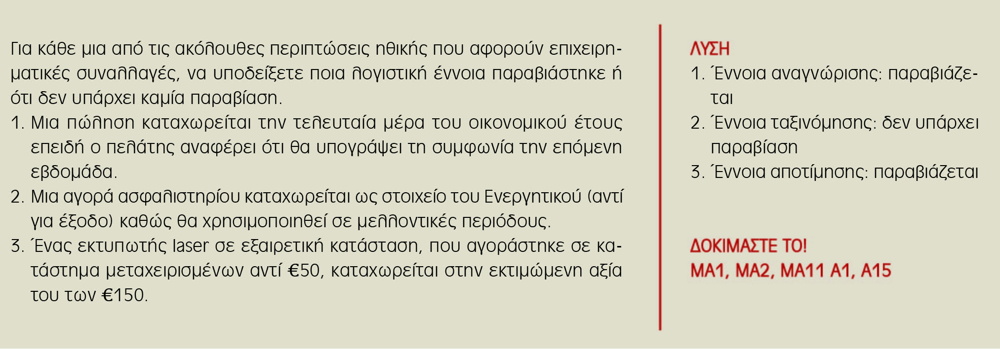 Για κάθε μια από τις ακόλουθες περιπτώσεις ηθικής που αφορούν επιχειρη-
ματικές συναλλαγές, να υποδείξετε ποια λογιστική έννοια παραβιάστηκε ή
ότι δεν υπάρχει καμία παραβίαση.
1. Μια πώληση καταχωρείται την τελευταία μέρα του οικονομικού έτους
επειδή ο πελάτης αναφέρει ότι θα υπογράψει τη συμφωνία την επόμενη
εβδομάδα.
2. Μια αγορά ασφαλιστηρίου καταχωρείται ως στοιχείο του Ενεργητικού (αντί
για έξοδο) καθώς θα χρησιμοποιηθεί σε μελλοντικές περιόδους.
3. Ένας εκτυπωτής laser σε εξαιρετική κατάσταση, που αγοράστηκε σε κα-
τάστημα μεταχειρισμένων αντί €50, καταχωρείται στην εκτιμώμενη αξία
του των €150.
ΛΥΣΗ
1. Έννοια αναγνώρισης: παραβιάζε-
ται
2. Έννοια ταξινόμησης: δεν υπάρχει
παραβίαση
3. Έννοια αποτίμησης: παραβιάζεται
ΔΟΚΙΜΑΣΤΕ ΤΟ!
ΜΑ1, ΜΑ2, ΜΑ11 Α1, Α15